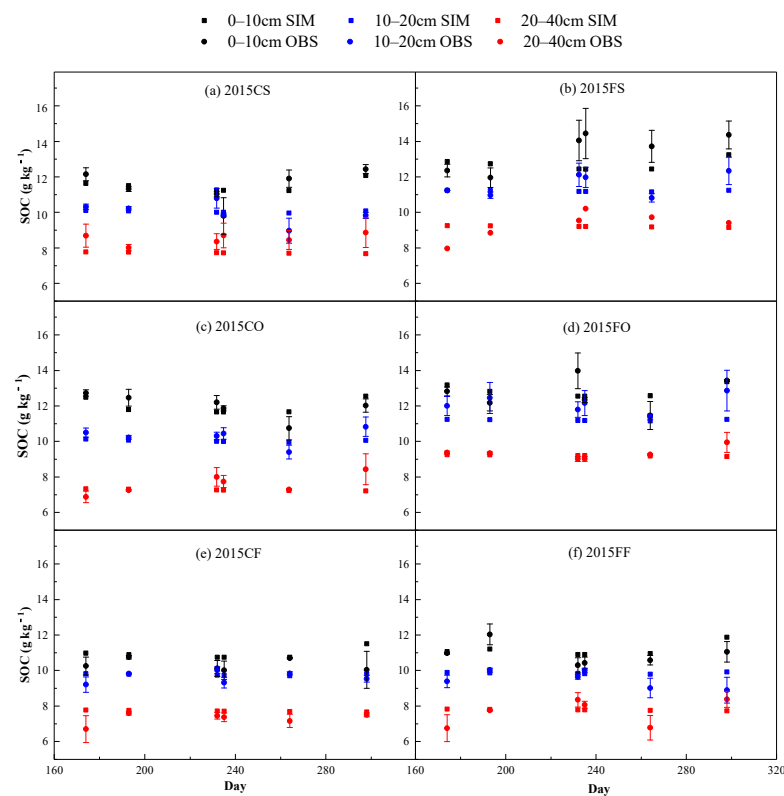 0–10cm SIM 10–20cm SIM 20–40cm SIM
0–10cm OBS 10–20cm OBS 20–40cm OBS
(a) 2015CS
(b) 2015FS
16
14
12
10
8
6
SOC (g kg⁻¹)
16
14
12
10
8
6
(c) 2015CO
(d) 2015FO
16
14
12
10
8
6
SOC (g kg⁻¹)
16
14
12
10
8
6
(e) 2015CF
(f) 2015FF
16
14
12
10
8
6
4
SOC (g kg⁻¹)
16
14
12
10
8
6
4
160 200 240 280 160 200 240 280 320
Day Day